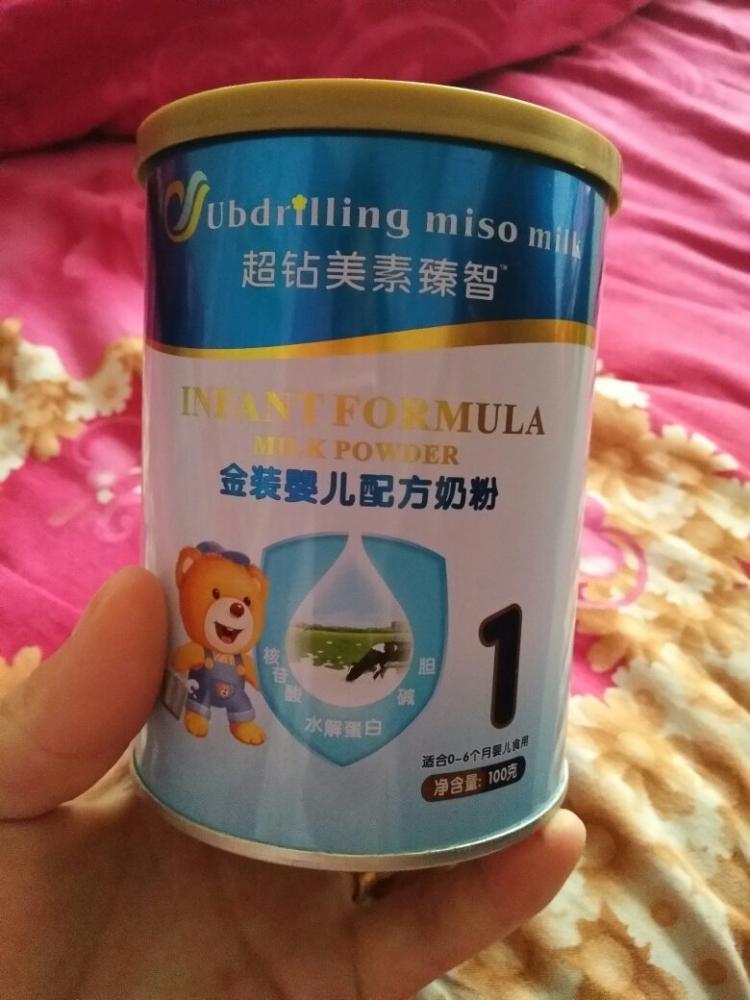 Ubdrilling miso milk
超钻美素臻智™
INFANT FORMULA
MILK POWDER
金装婴儿配方奶粉
核苷酸
胆碱
水解蛋白
1
适合0-6个月婴儿食用
净含量: 100克